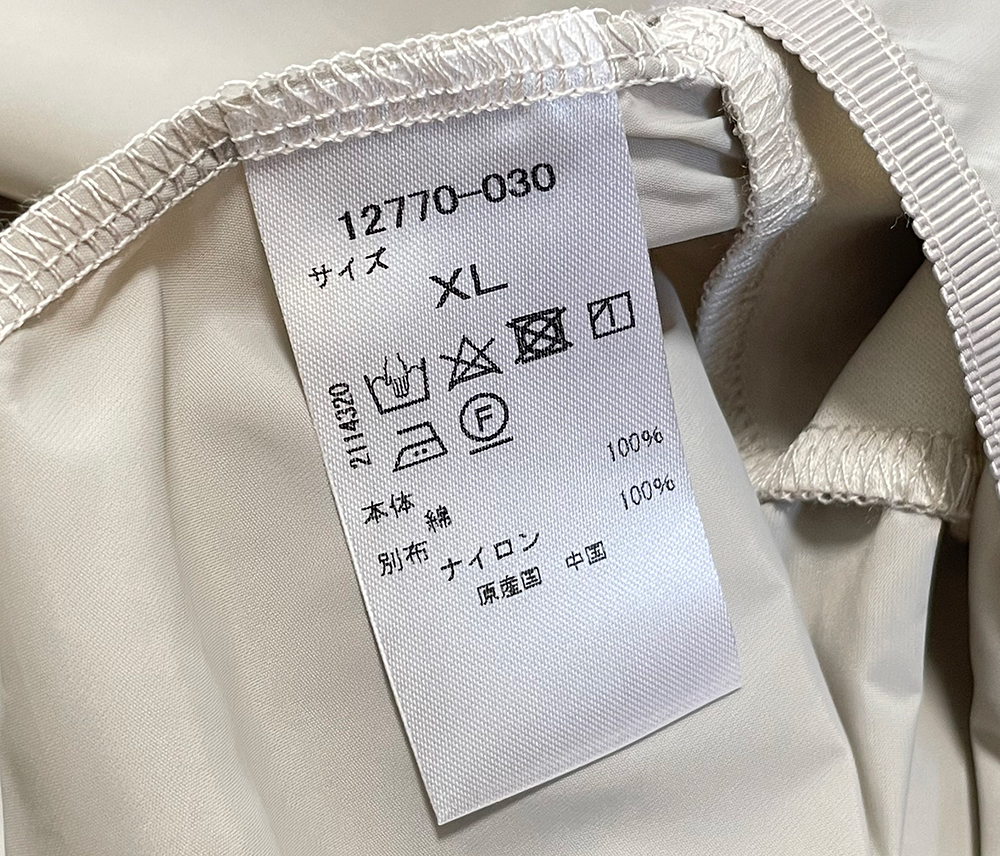 12770-030
サイズ
XL
2114320
F
本体 綿 100%
別布 ナイロン 100%
原産国 中国